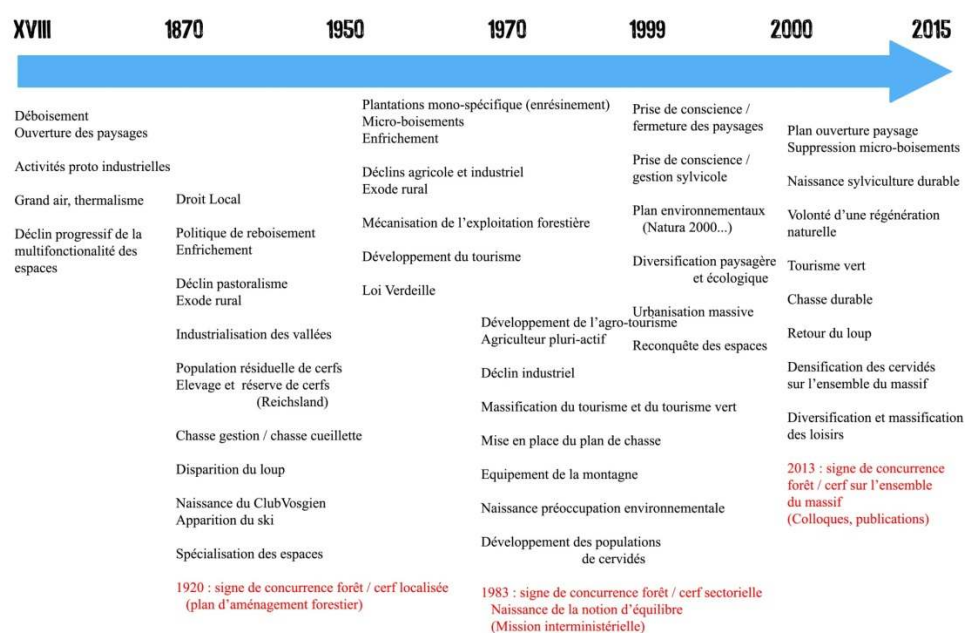 XVIII 1870 1950 1970 1999 2000 2015
Déboisement
Ouverture des paysages
Activités proto industrielles
Grand air, thermalisme
Déclin progressif de la
multifonctionalité des
espaces
Droit Local
Politique de reboisement
Enfrichement
Déclin pastoralisme
Exode rural
Industrialisation des vallées
Population résiduelle de cerfs
Elevage et réserve de cerfs
(Reichsland)
Chasse gestion / chasse cueillette
Disparition du loup
Naissance du ClubVosgien
Apparition du ski
Spécialisation des espaces
1920 : signe de concurrence forêt / cerf localisée
(plan d’aménagement forestier)
Plantations mono-spécifique (enrésinement)
Micro-boisements
Enfrichement
Déclins agricole et industriel
Exode rural
Mécanisation de l’exploitation forestière
Développement du tourisme
Loi Verdeille
Développement de l’agro-tourisme
Agriculteur pluri-actif
Déclin industriel
Massification du tourisme et du tourisme vert
Mise en place du plan de chasse
Equipement de la montagne
Naissance préoccupation environnementale
Développement des populations
de cervidés
1983 : signe de concurrence forêt / cerf sectorielle
Naissance de la notion d’équilibre
(Mission interministérielle)
Prise de conscience /
fermeture des paysages
Prise de conscience /
gestion sylvicole
Plan environnementaux
(Natura 2000...)
Diversification paysagère
et écologique
Urbanisation massive
Reconquête des espaces
Plan ouverture paysage
Suppression micro-boisements
Naissance sylviculture durable
Volonté d’une régénération
naturelle
Tourisme vert
Chasse durable
Retour du loup
Densification des cervidés
sur l’ensemble du massif
Diversification et massification
des loisirs
2013 : signe de concurrence
forêt / cerf sur l’ensemble
du massif
(Colloques, publications)